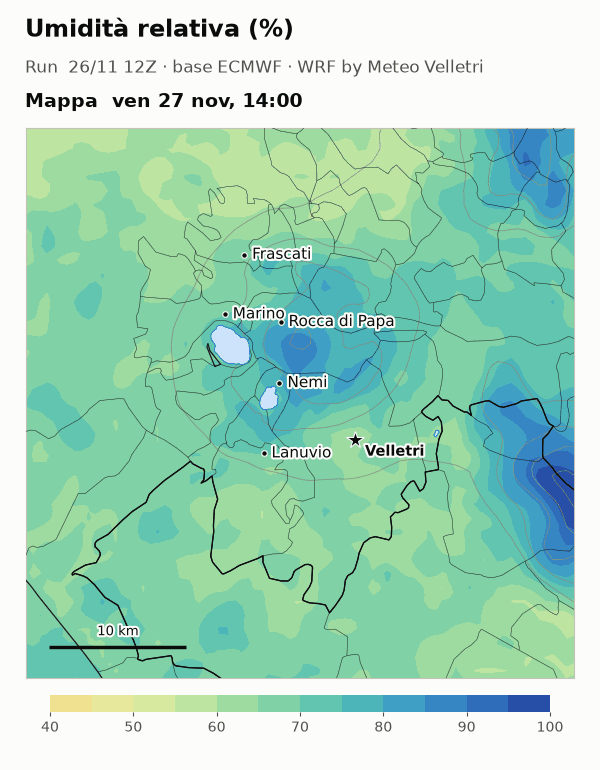 Umidità relativa (%)
Run  26/11 12Z · base ECMWF · WRF by Meteo Velletri
Mappa  ven 27 nov, 14:00
Frascati
Marino
Rocca di Papa
Nemi
Velletri
Lanuvio
10 km
40 50 60 70 80 90 100